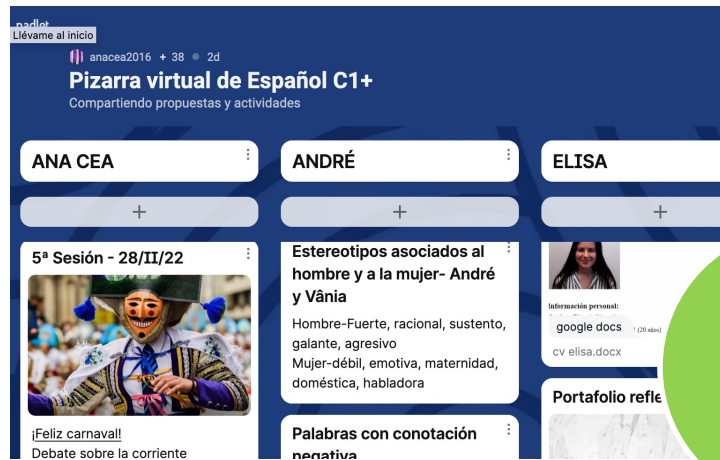 padlet
Llévame al inicio
anacea2016 + 38 2d
Pizarra virtual de Español C1+
Compartiendo propuestas y actividades
ANA CEA
ANDRÉ
ELISA
+
+
+
5ª Sesión - 28/II/22
¡Feliz carnaval!
Debate sobre la corriente
Estereotipos asociados al
hombre y a la mujer- André
y Vânia
Hombre-Fuerte, racional, sustento,
galante, agresivo
Mujer-débil, emotiva, maternidad,
doméstica, habladora
Palabras con conotación
negativa
Información personal:
google docs
(20 años)
cv elisa.docx
Portafolio refle